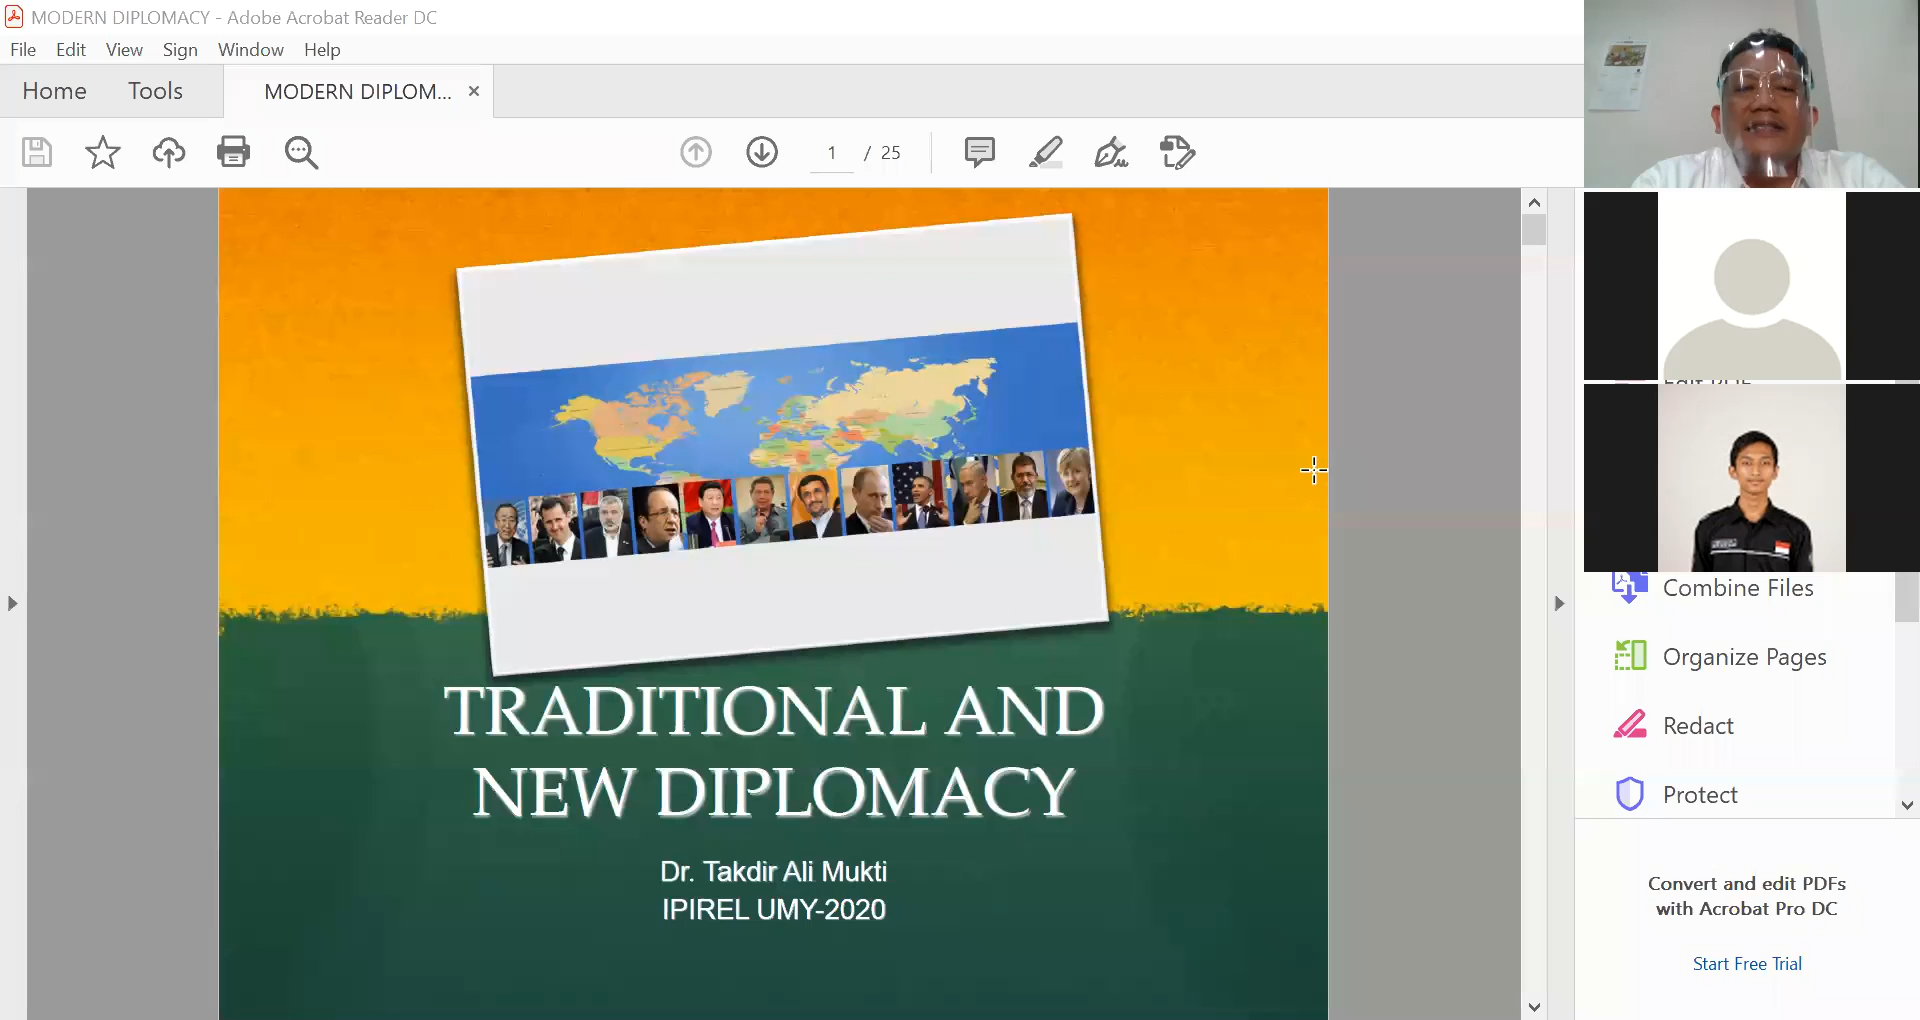 MODERN DIPLOMACY - Adobe Acrobat Reader DC
File Edit View Sign Window Help
Home Tools MODERN DIPLOM...
1 / 25
TRADITIONAL AND
NEW DIPLOMACY
Dr. Takdir Ali Mukti
IPIREL UMY-2020
Edit PDF
Combine Files
Organize Pages
Redact
Protect
Convert and edit PDFs
with Acrobat Pro DC
Start Free Trial